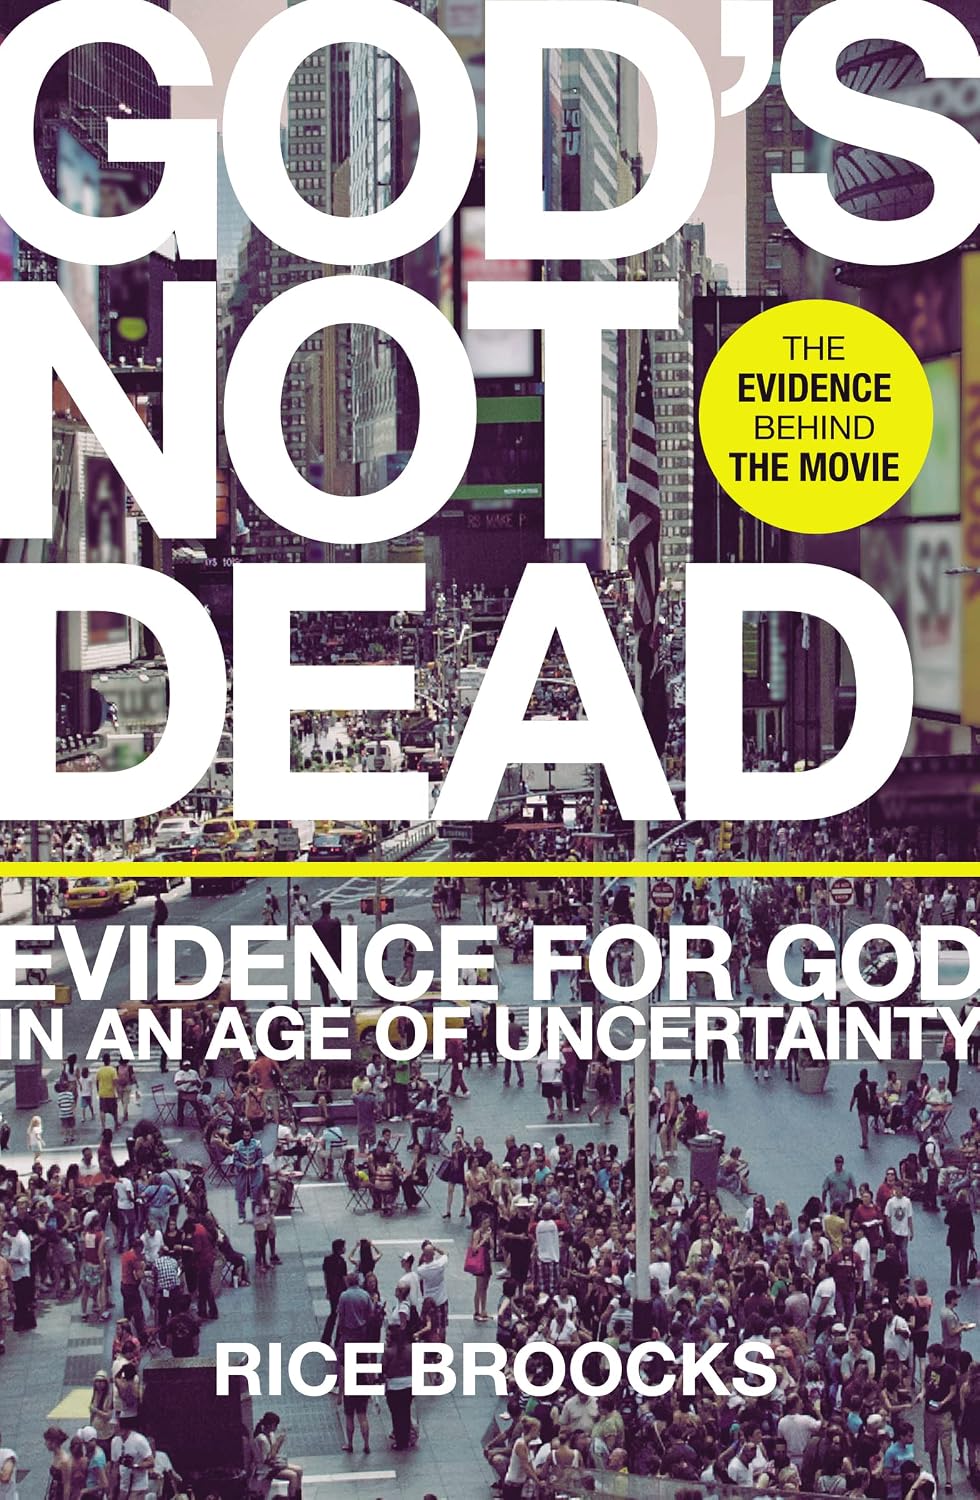 GOD'S
NOT
DEAD
THE
EVIDENCE
BEHIND
THE MOVIE
EVIDENCE FOR GOD
IN AN AGE OF UNCERTAINTY
RICE BROOCKS